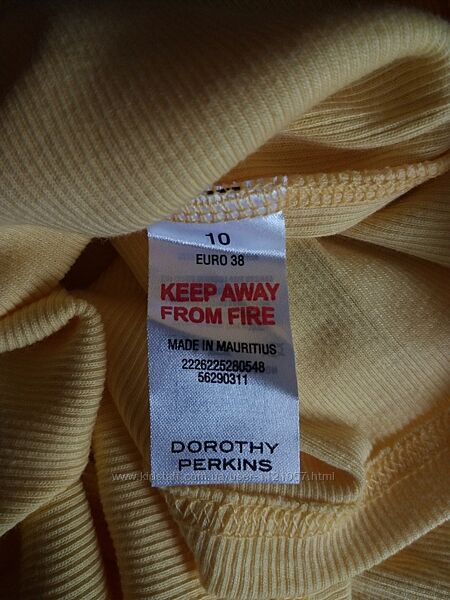 10
EURO 38
KEEP AWAY
FROM FIRE
MADE IN MAURITIUS
2226225280548
56290311
DOROTHY
PERKINS